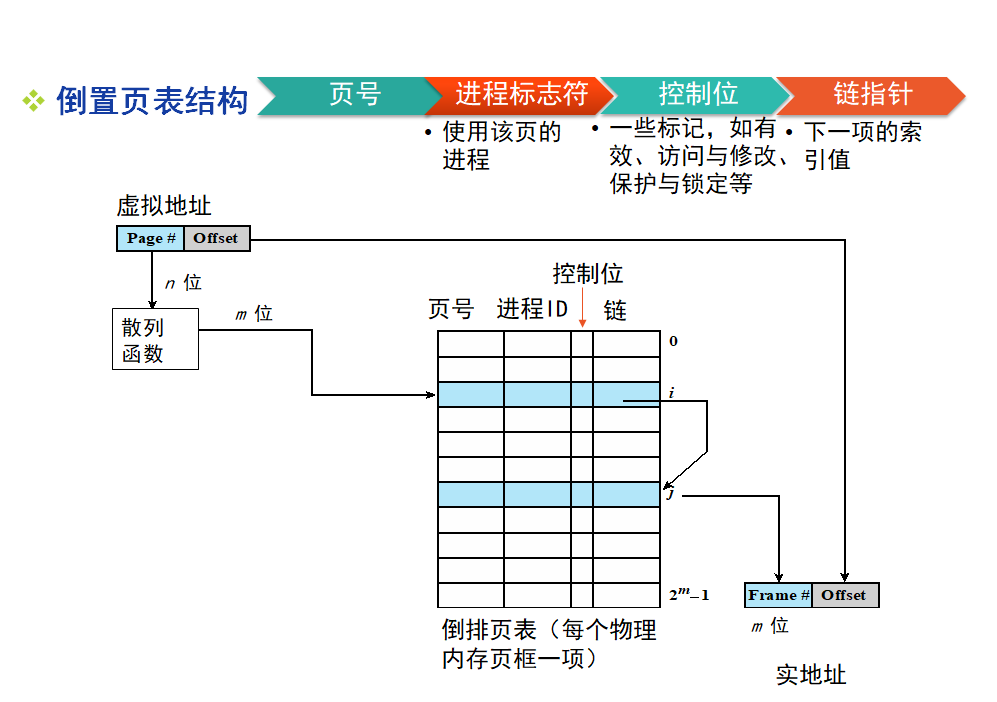 倒置页表结构
页号
进程标志符
控制位
链指针
• 使用该页的
进程
• 一些标记，如有
效、访问与修改、
保护与锁定等
• 下一项的索
引值
虚拟地址
Page #
Offset
n 位
散列
函数
m 位
控制位
页号
进程ID
链
0
i
j
2^m–1
倒排页表（每个物理
内存页框一项）
Frame #
Offset
m 位
实地址